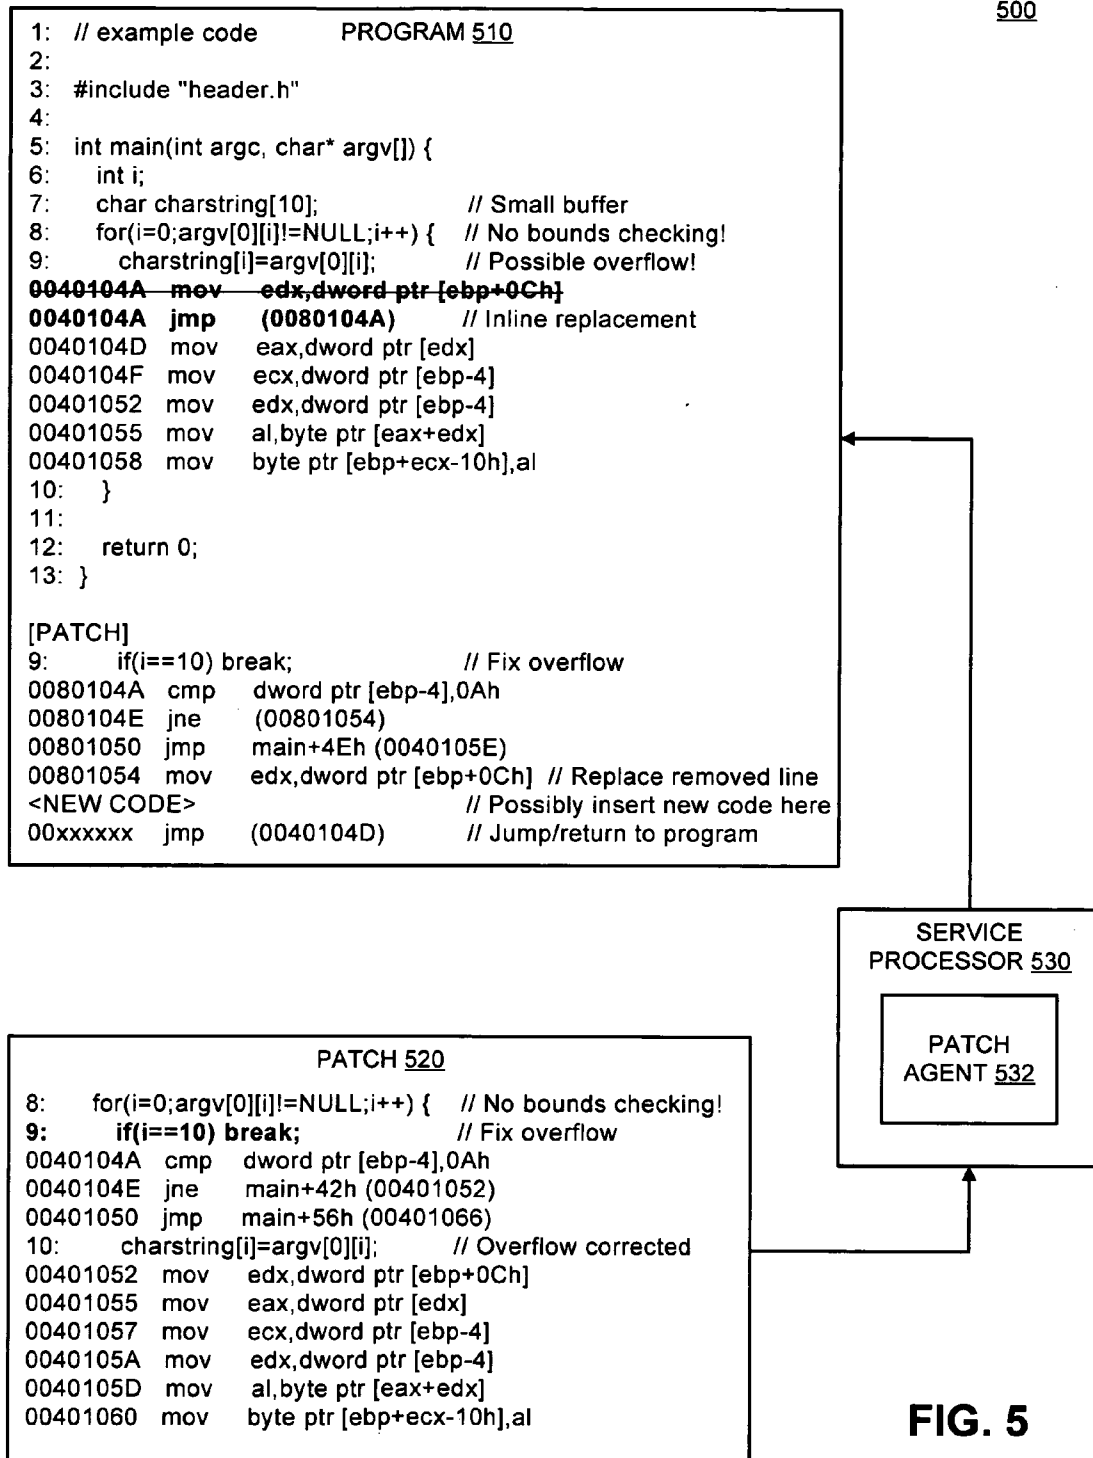 500
1: // example code PROGRAM 510
2:
3: #include "header.h"
4:
5: int main(int argc, char* argv[]) {
6: int i;
7: char charstring[10]; // Small buffer
8: for(i=0;argv[0][i]!=NULL;i++) { // No bounds checking!
9: charstring[i]=argv[0][i]; // Possible overflow!
0040104A mov edx,dword ptr [ebp+0Ch]
0040104A jmp (0080104A) // Inline replacement
0040104D mov eax,dword ptr [edx]
0040104F mov ecx,dword ptr [ebp-4]
00401052 mov edx,dword ptr [ebp-4]
00401055 mov al,byte ptr [eax+edx]
00401058 mov byte ptr [ebp+ecx-10h],al
10: }
11:
12: return 0;
13: }
[PATCH]
9: if(i==10) break; // Fix overflow
0080104A cmp dword ptr [ebp-4],0Ah
0080104E jne (00801054)
00801050 jmp main+4Eh (0040105E)
00801054 mov edx,dword ptr [ebp+0Ch] // Replace removed line
<NEW CODE> // Possibly insert new code here
00xxxxxx jmp (0040104D) // Jump/return to program
SERVICE
PROCESSOR 530
PATCH
AGENT 532
PATCH 520
8: for(i=0;argv[0][i]!=NULL;i++) { // No bounds checking!
9: if(i==10) break; // Fix overflow
0040104A cmp dword ptr [ebp-4],0Ah
0040104E jne main+42h (00401052)
00401050 jmp main+56h (00401066)
10: charstring[i]=argv[0][i]; // Overflow corrected
00401052 mov edx,dword ptr [ebp+0Ch]
00401055 mov eax,dword ptr [edx]
00401057 mov ecx,dword ptr [ebp-4]
0040105A mov edx,dword ptr [ebp-4]
0040105D mov al,byte ptr [eax+edx]
00401060 mov byte ptr [ebp+ecx-10h],al
FIG. 5